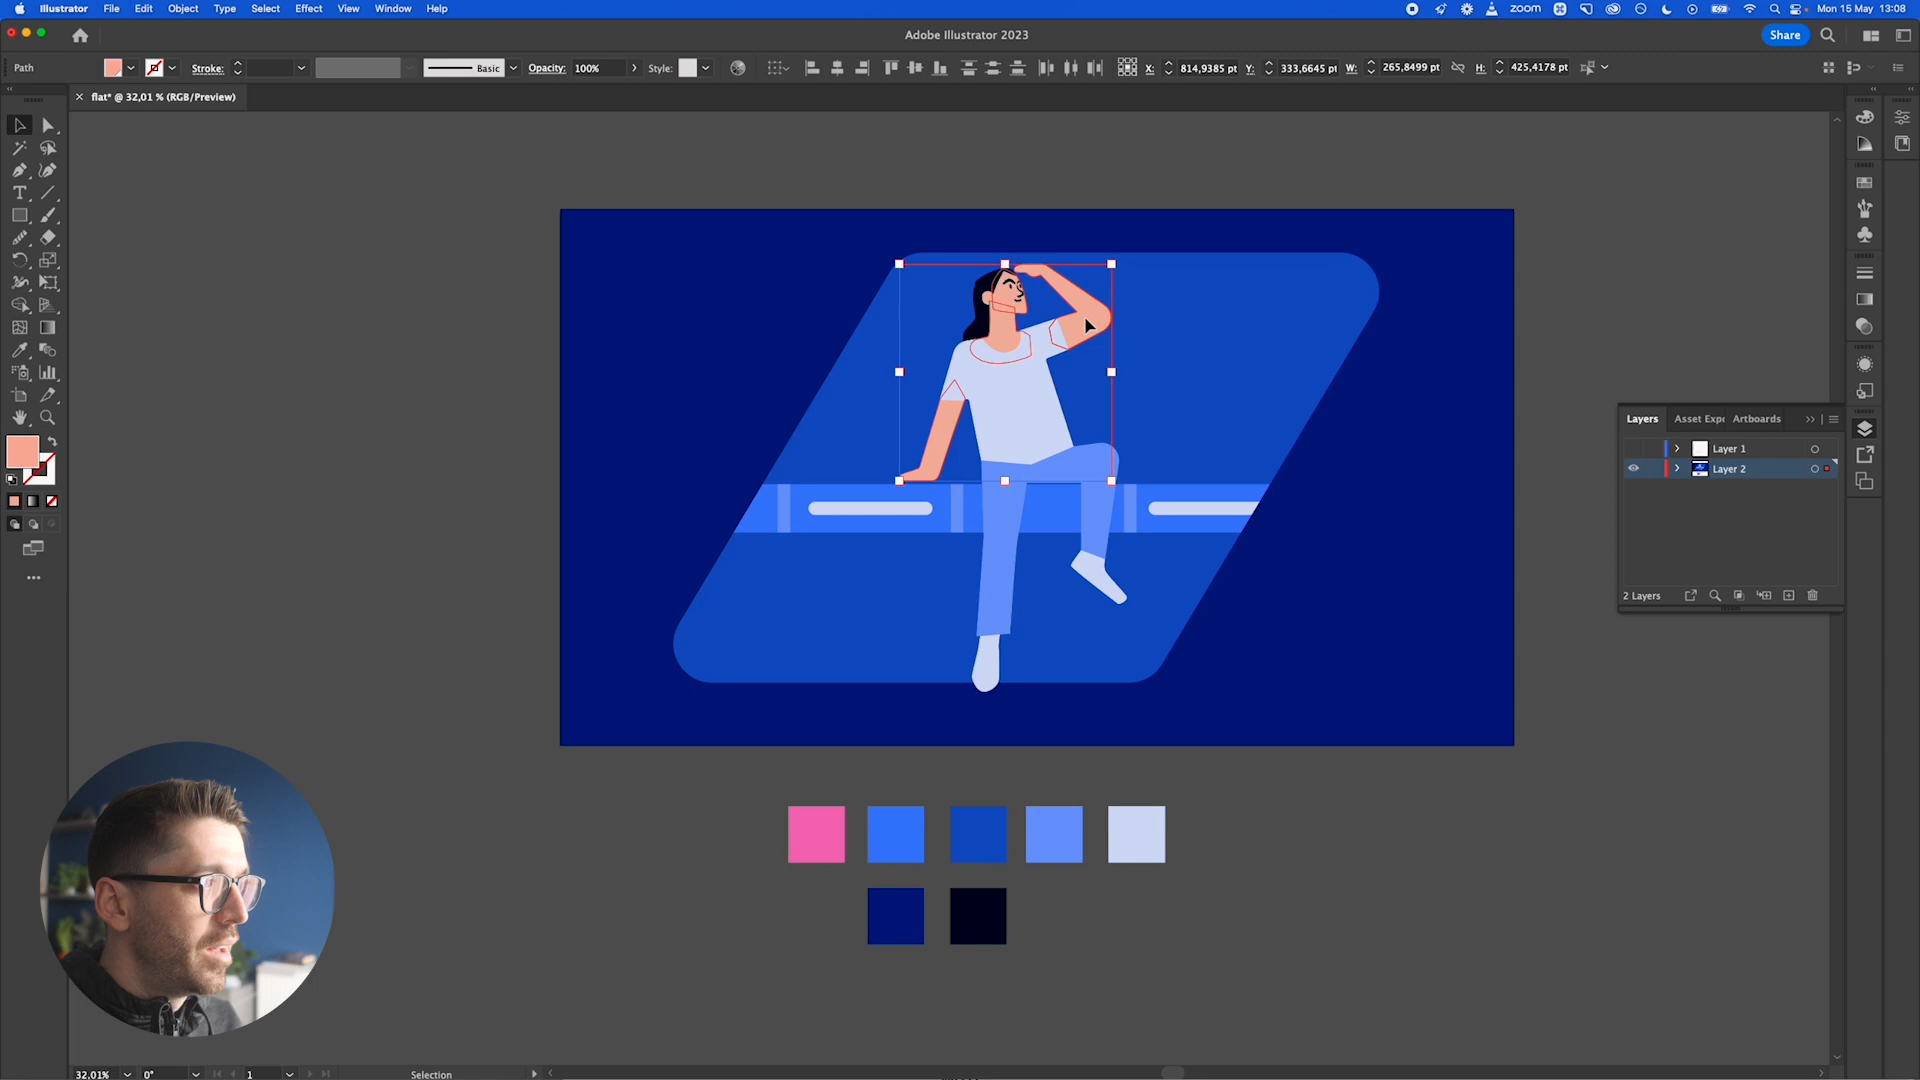 Illustrator File Edit Object Type Select Effect View Window Help
zoom
Mon 15 May 13:08
Adobe Illustrator 2023
Share
Path
Stroke:
Basic
Opacity: 100%
Style:
X: 814,9385 pt Y: 333,6645 pt W: 265,8499 pt H: 425,4178 pt
× flat* @ 32,01 % (RGB/Preview)
Layers Asset Expo Artboards
Layer 1
Layer 2
2 Layers
32,01% 0° 1 Selection